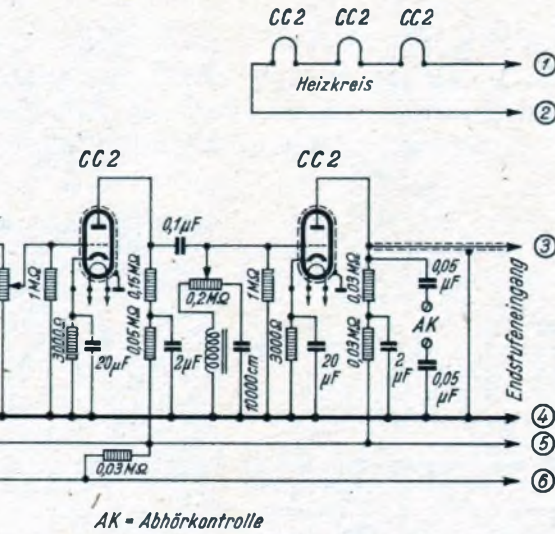 CC2 CC2 CC2
Heizkreis
①
②
CC2
CC2
0,1µF
③
1MΩ
3000Ω
20µF
0,15MΩ
0,05MΩ
2µF
0,2MΩ
10000cm
1MΩ
3000Ω
20
µF
0,03MΩ
0,03MΩ
2
µF
0,05
µF
AK
0,05
µF
Endstufeneingang
④
⑤
0,03MΩ
⑥
AK = Abhörkontrolle